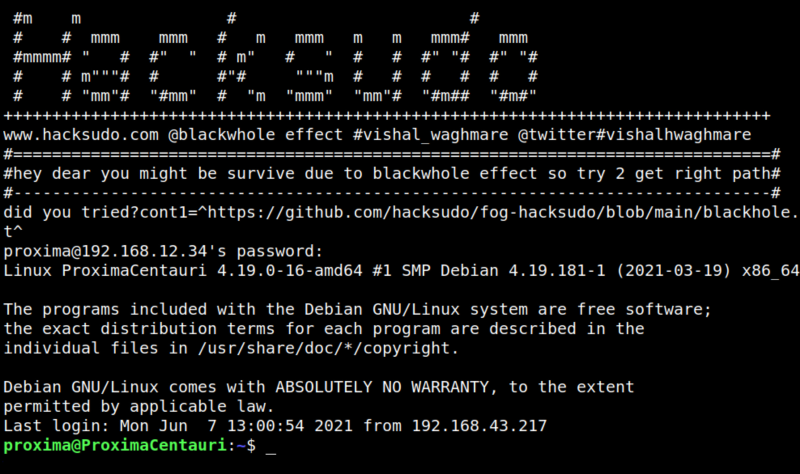 #m    m               #                        #
 #    #  mmm    mmm   #   m   mmm   m   m   mmm#   mmm
 #mmmm# "   #  #"  "  # m"   #   "  #   #  #" "#  #" "#
 #    # m"""#  #      #"#     """m  #   #  #   #  #   #
 #    # "mm"#  "#mm"  #  "m  "mmm"  "mm"#  "#m##  "#m#"
++++++++++++++++++++++++++++++++++++++++++++++++++++++++++++++++++++++++++++++
www.hacksudo.com @blackwhole effect #vishal_waghmare @twitter#vishalhwaghmare
#=============================================================================#
#hey dear you might be survive due to blackwhole effect so try 2 get right path#
#-----------------------------------------------------------------------------#
did you tried?cont1=^https://github.com/hacksudo/fog-hacksudo/blob/main/blackhole.
t^
proxima@192.168.12.34's password:
Linux ProximaCentauri 4.19.0-16-amd64 #1 SMP Debian 4.19.181-1 (2021-03-19) x86_64

The programs included with the Debian GNU/Linux system are free software;
the exact distribution terms for each program are described in the
individual files in /usr/share/doc/*/copyright.

Debian GNU/Linux comes with ABSOLUTELY NO WARRANTY, to the extent
permitted by applicable law.
Last login: Mon Jun  7 13:00:54 2021 from 192.168.43.217
proxima@ProximaCentauri:~$ _